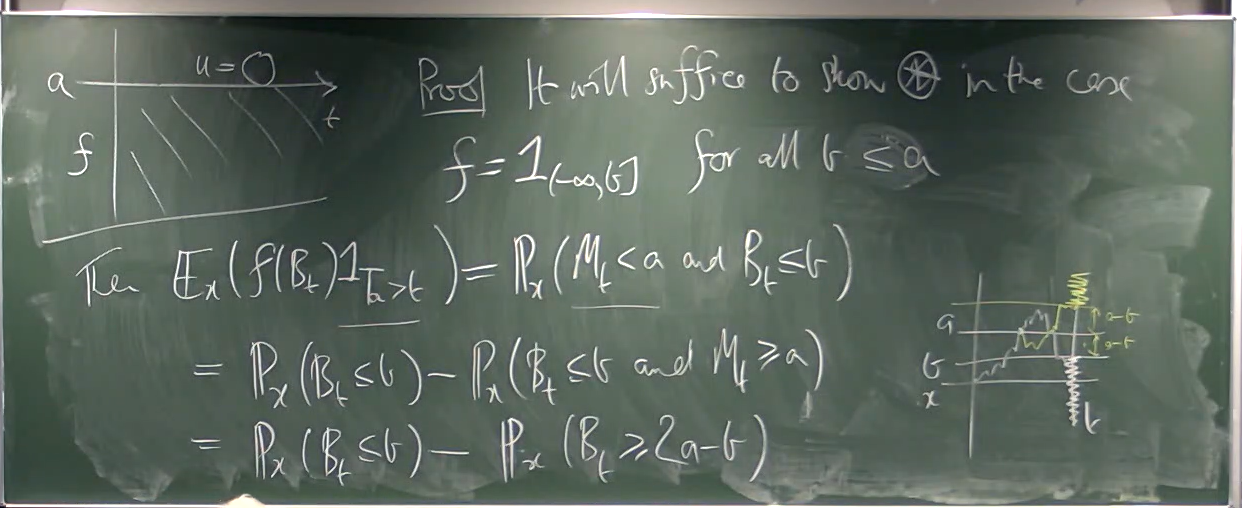 a u = 0 t
f
Proof It will suffice to show ⊛ in the case
f = 1_{(-∞,b]} for all b ≤ a
Then 𝔼_x(f(B_t)1_{T_a>t}) = ℙ_x(M_t < a and B_t ≤ b)
= ℙ_x(B_t ≤ b) - ℙ_x(B_t ≤ b and M_t ≥ a)
= ℙ_x(B_t ≤ b) - ℙ_x(B_t ≥ 2a-b)
a-b
a a-b
b
x t